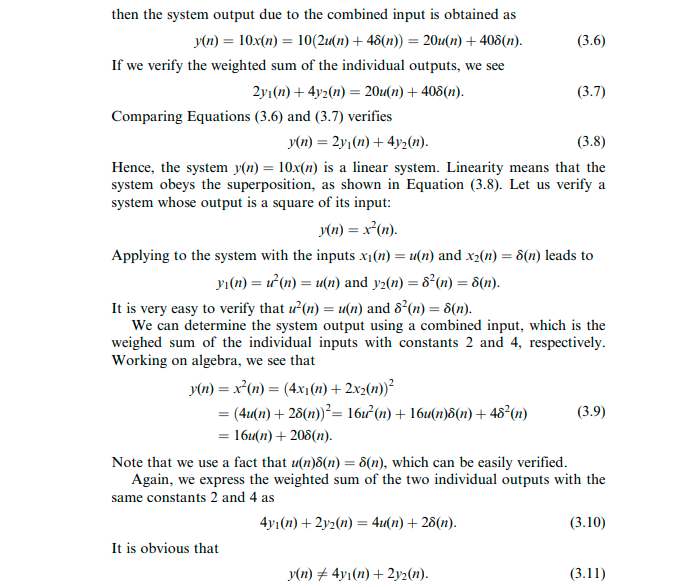 then the system output due to the combined input is obtained as
y(n) = 10x(n) = 10(2u(n) + 4δ(n)) = 20u(n) + 40δ(n). (3.6)
If we verify the weighted sum of the individual outputs, we see
2y₁(n) + 4y₂(n) = 20u(n) + 40δ(n). (3.7)
Comparing Equations (3.6) and (3.7) verifies
y(n) = 2y₁(n) + 4y₂(n). (3.8)
Hence, the system y(n) = 10x(n) is a linear system. Linearity means that the
system obeys the superposition, as shown in Equation (3.8). Let us verify a
system whose output is a square of its input:
y(n) = x²(n).
Applying to the system with the inputs x₁(n) = u(n) and x₂(n) = δ(n) leads to
y₁(n) = u²(n) = u(n) and y₂(n) = δ²(n) = δ(n).
It is very easy to verify that u²(n) = u(n) and δ²(n) = δ(n).
We can determine the system output using a combined input, which is the
weighed sum of the individual inputs with constants 2 and 4, respectively.
Working on algebra, we see that
y(n) = x²(n) = (4x₁(n) + 2x₂(n))²
= (4u(n) + 2δ(n))² = 16u²(n) + 16u(n)δ(n) + 4δ²(n) (3.9)
= 16u(n) + 20δ(n).
Note that we use a fact that u(n)δ(n) = δ(n), which can be easily verified.
Again, we express the weighted sum of the two individual outputs with the
same constants 2 and 4 as
4y₁(n) + 2y₂(n) = 4u(n) + 2δ(n). (3.10)
It is obvious that
y(n) ≠ 4y₁(n) + 2y₂(n). (3.11)